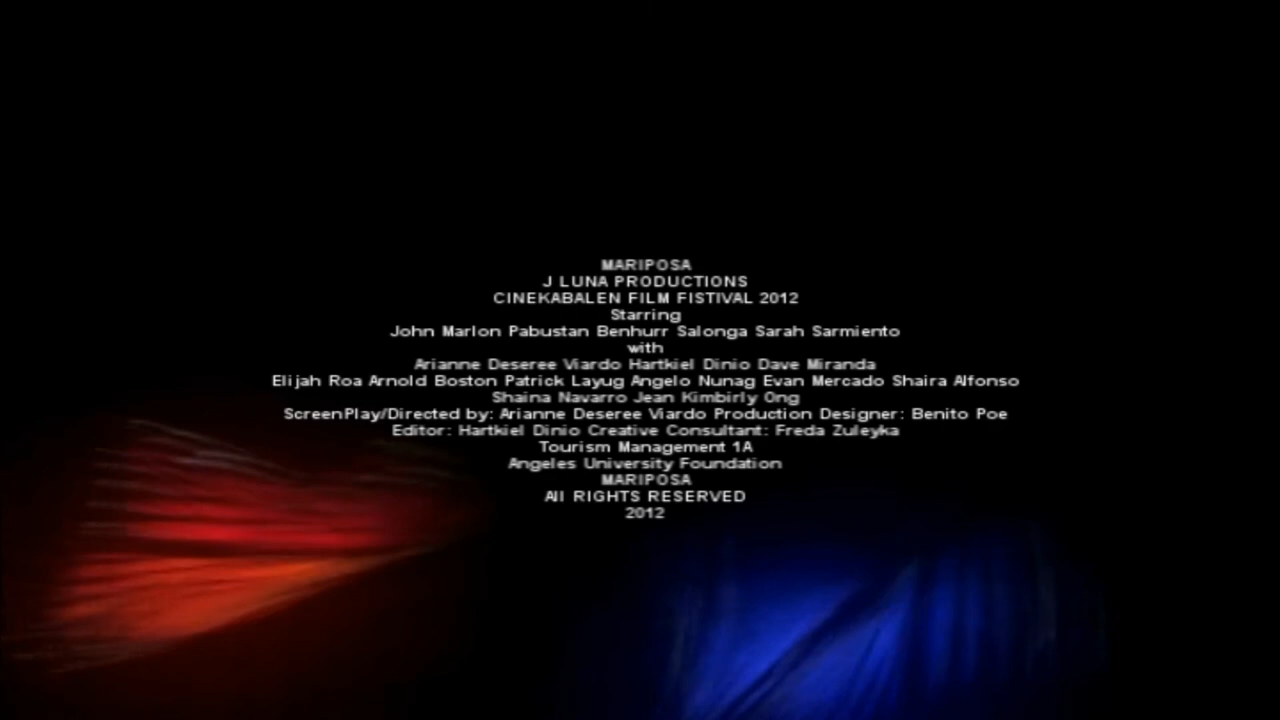 MARIPOSA
J LUNA PRODUCTIONS
CINEKABALEN FILM FISTIVAL 2012
Starring
John Marlon Pabustan Benhurr Salonga Sarah Sarmiento
with
Arianne Deseree Viardo Hartkiel Dinio Dave Miranda
Elijah Roa Arnold Boston Patrick Layug Angelo Nunag Evan Mercado Shaira Alfonso
Shaina Navarro Jean Kimbirly Ong
ScreenPlay/Directed by: Arianne Deseree Viardo Production Designer: Benito Poe
Editor: Hartkiel Dinio Creative Consultant: Freda Zuleyka
Tourism Management 1A
Angeles University Foundation
MARIPOSA
All RIGHTS RESERVED
2012